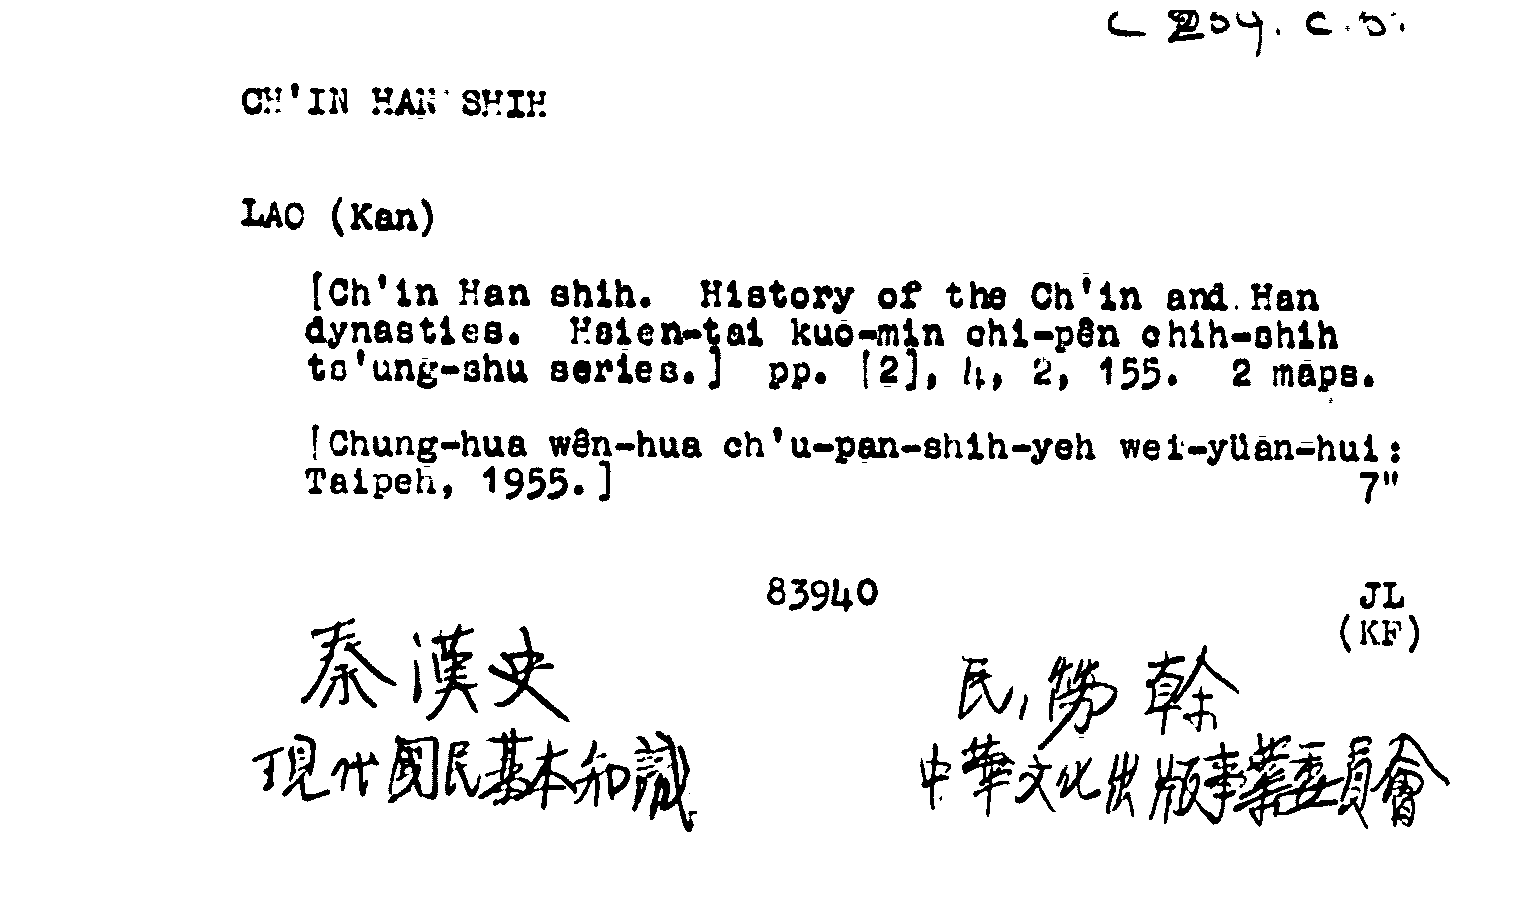 CH'IN HAN SHIH
LAO (Kan)
[Ch'in Han shih. History of the Ch'in and Han
dynasties. Hsien-tai kuo-min chi-pên chih-shih
ts'ung-shu series.] pp. [2], 4, 2, 155. 2 maps.
[Chung-hua wên-hua ch'u-pan-shih-yeh wei-yüan-hui:
Taipeh, 1955.] 7"
83940 JL
(KF)
秦漢史 民,勞榦
現代國民基本知識 中華文化出版事業委員會